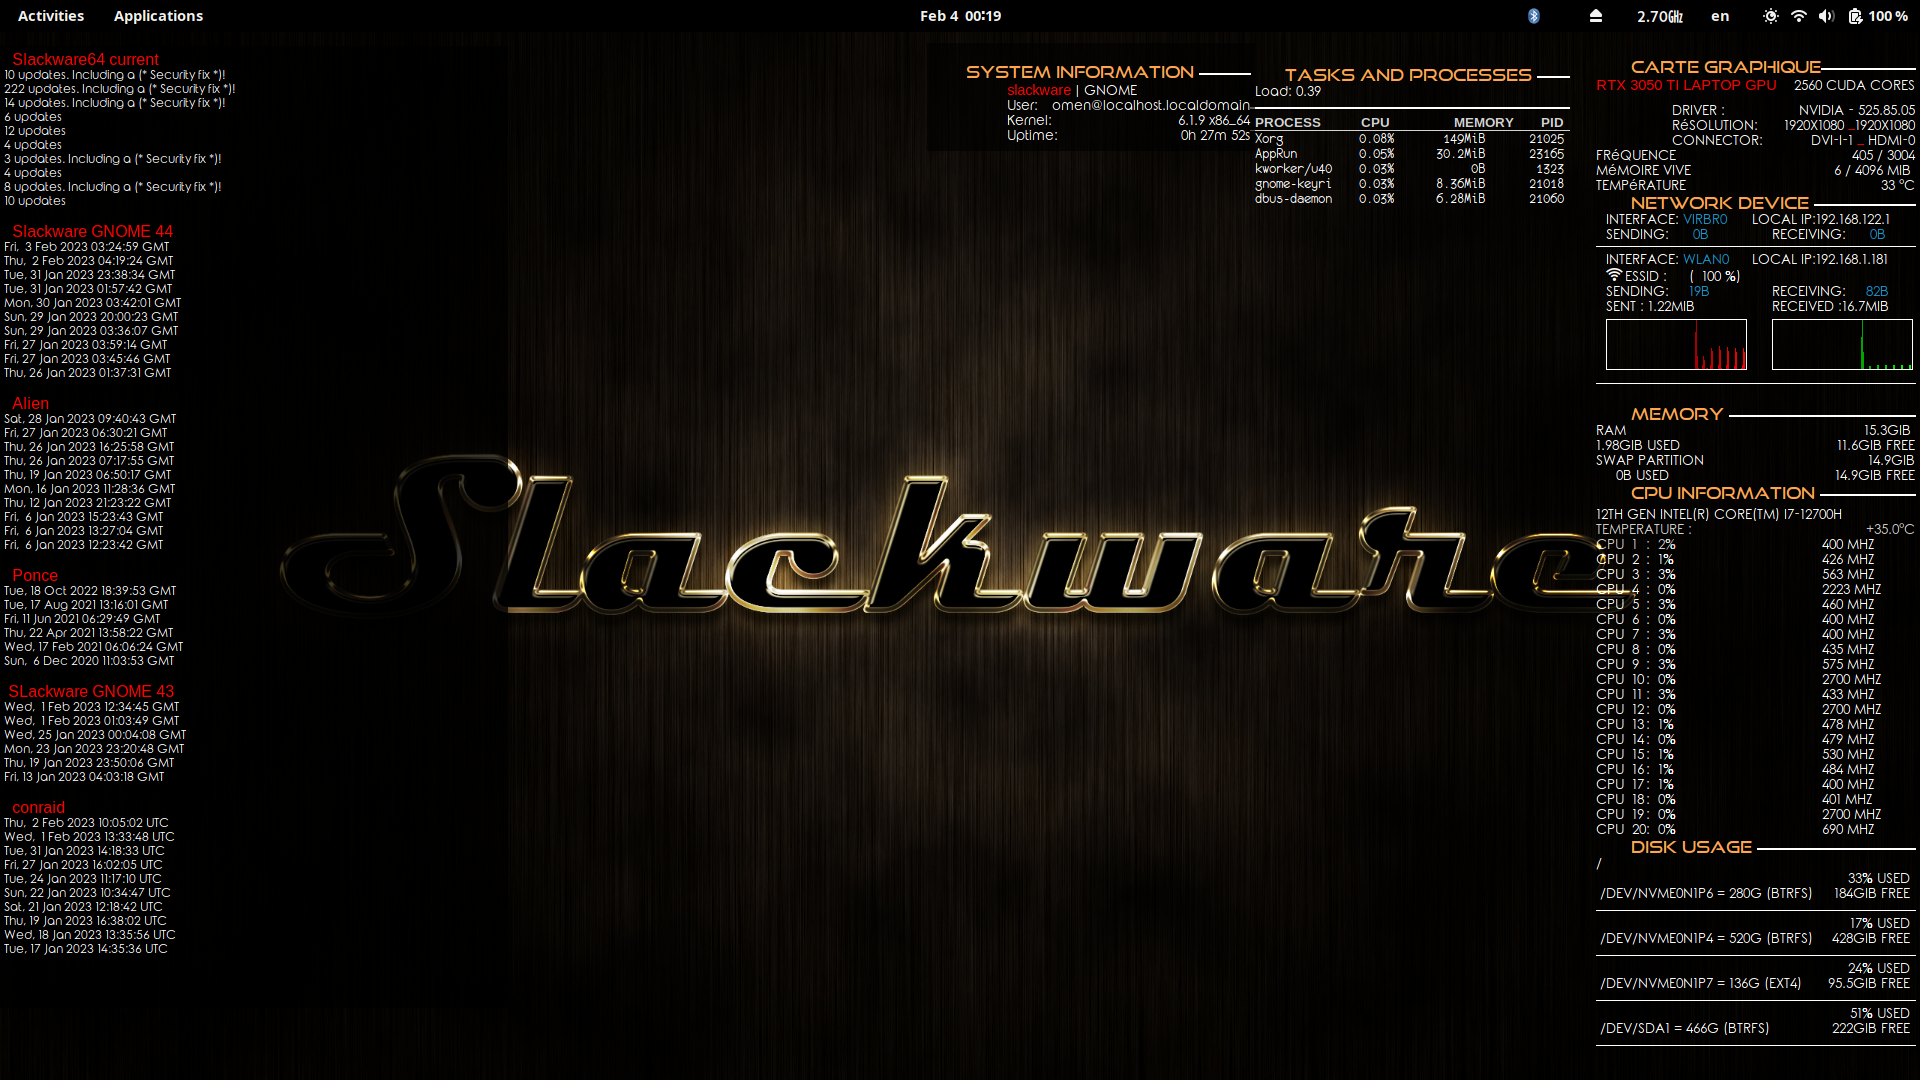 Activities Applications Feb 4 00:19 2.70GHz en 100 %
Slackware64 current
10 updates. Including a (* Security fix *)!
222 updates. Including a (* Security fix *)!
14 updates. Including a (* Security fix *)!
6 updates
12 updates
4 updates
3 updates. Including a (* Security fix *)!
4 updates
8 updates. Including a (* Security fix *)!
10 updates
Slackware GNOME 44
Fri, 3 Feb 2023 03:24:59 GMT
Thu, 2 Feb 2023 04:19:24 GMT
Tue, 31 Jan 2023 23:38:34 GMT
Tue, 31 Jan 2023 01:57:42 GMT
Mon, 30 Jan 2023 03:42:01 GMT
Sun, 29 Jan 2023 20:00:23 GMT
Sun, 29 Jan 2023 03:36:07 GMT
Fri, 27 Jan 2023 03:59:14 GMT
Fri, 27 Jan 2023 03:45:46 GMT
Thu, 26 Jan 2023 01:37:31 GMT
Alien
Sat, 28 Jan 2023 09:40:43 GMT
Fri, 27 Jan 2023 06:30:21 GMT
Thu, 26 Jan 2023 16:25:58 GMT
Thu, 26 Jan 2023 07:17:55 GMT
Thu, 19 Jan 2023 06:50:17 GMT
Mon, 16 Jan 2023 11:28:36 GMT
Thu, 12 Jan 2023 21:23:22 GMT
Fri, 6 Jan 2023 15:23:43 GMT
Fri, 6 Jan 2023 13:27:04 GMT
Fri, 6 Jan 2023 12:23:42 GMT
Ponce
Tue, 18 Oct 2022 18:39:53 GMT
Tue, 17 Aug 2021 13:16:01 GMT
Fri, 11 Jun 2021 06:29:49 GMT
Thu, 22 Apr 2021 13:58:22 GMT
Wed, 17 Feb 2021 06:06:24 GMT
Sun, 6 Dec 2020 11:03:53 GMT
SLackware GNOME 43
Wed, 1 Feb 2023 12:34:45 GMT
Wed, 1 Feb 2023 01:03:49 GMT
Wed, 25 Jan 2023 00:04:08 GMT
Mon, 23 Jan 2023 23:20:48 GMT
Thu, 19 Jan 2023 23:50:06 GMT
Fri, 13 Jan 2023 04:03:18 GMT
conraid
Thu, 2 Feb 2023 10:05:02 UTC
Wed, 1 Feb 2023 13:33:48 UTC
Tue, 31 Jan 2023 14:18:33 UTC
Fri, 27 Jan 2023 16:02:05 UTC
Tue, 24 Jan 2023 11:17:10 UTC
Sun, 22 Jan 2023 10:34:47 UTC
Sat, 21 Jan 2023 12:18:42 UTC
Thu, 19 Jan 2023 16:38:02 UTC
Wed, 18 Jan 2023 13:35:56 UTC
Tue, 17 Jan 2023 14:35:36 UTC
Slackware
SYSTEM INFORMATION
slackware | GNOME
User: omen@localhost.localdomain
Kernel: 6.1.9 x86_64
Uptime: 0h 27m 52s
TASKS AND PROCESSES
Load: 0.39
PROCESS CPU MEMORY PID
Xorg 0.08% 149MiB 21025
AppRun 0.05% 30.2MiB 23165
kworker/u40 0.03% 0B 1323
gnome-keyri 0.03% 8.36MiB 21018
dbus-daemon 0.03% 6.28MiB 21060
CARTE GRAPHIQUE
RTX 3050 TI LAPTOP GPU 2560 CUDA CORES
DRIVER : NVIDIA - 525.85.05
RéSOLUTION: 1920X1080 _1920X1080
CONNECTOR: DVI-I-1 _ HDMI-0
FRéQUENCE 405 / 3004
MéMOIRE VIVE 6 / 4096 MIB
TEMPéRATURE 33 °C
NETWORK DEVICE
INTERFACE: VIRBR0 LOCAL IP:192.168.122.1
SENDING: 0B RECEIVING: 0B
INTERFACE: WLAN0 LOCAL IP:192.168.1.181
ESSID : ( 100 %)
SENDING: 19B RECEIVING: 82B
SENT : 1.22MIB RECEIVED :16.7MIB
MEMORY
RAM 15.3GIB
1.98GIB USED 11.6GIB FREE
SWAP PARTITION 14.9GIB
0B USED 14.9GIB FREE
CPU INFORMATION
12TH GEN INTEL(R) CORE(TM) I7-12700H
TEMPERATURE : +35.0°C
CPU 1 : 2% 400 MHZ
CPU 2 : 1% 426 MHZ
CPU 3 : 3% 563 MHZ
CPU 4 : 0% 2223 MHZ
CPU 5 : 3% 460 MHZ
CPU 6 : 0% 400 MHZ
CPU 7 : 3% 400 MHZ
CPU 8 : 0% 435 MHZ
CPU 9 : 3% 575 MHZ
CPU 10: 0% 2700 MHZ
CPU 11 : 3% 433 MHZ
CPU 12: 0% 2700 MHZ
CPU 13: 1% 478 MHZ
CPU 14: 0% 479 MHZ
CPU 15: 1% 530 MHZ
CPU 16: 1% 484 MHZ
CPU 17: 1% 400 MHZ
CPU 18: 0% 401 MHZ
CPU 19: 0% 2700 MHZ
CPU 20: 0% 690 MHZ
DISK USAGE
/
33% USED
/DEV/NVME0N1P6 = 280G (BTRFS) 184GIB FREE
17% USED
/DEV/NVME0N1P4 = 520G (BTRFS) 428GIB FREE
24% USED
/DEV/NVME0N1P7 = 136G (EXT4) 95.5GIB FREE
51% USED
/DEV/SDA1 = 466G (BTRFS) 222GIB FREE